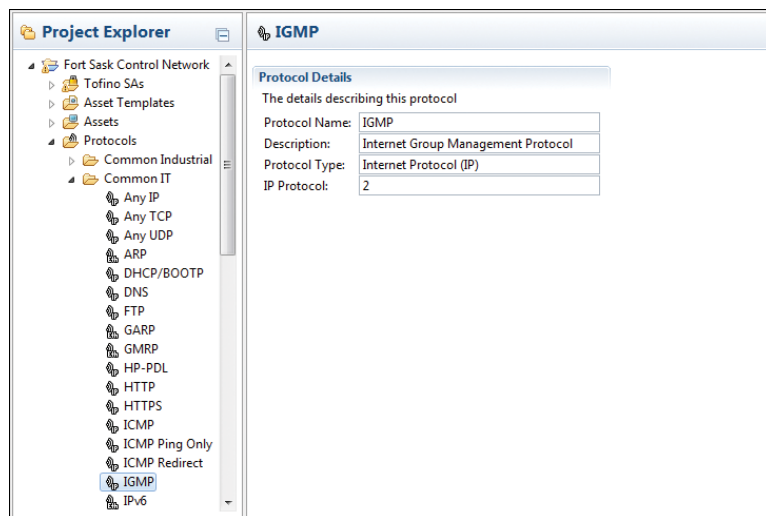 Project Explorer
Fort Sask Control Network
Tofino SAs
Asset Templates
Assets
Protocols
Common Industrial
Common IT
Any IP
Any TCP
Any UDP
ARP
DHCP/BOOTP
DNS
FTP
GARP
GMRP
HP-PDL
HTTP
HTTPS
ICMP
ICMP Ping Only
ICMP Redirect
IGMP
IPv6
IGMP
Protocol Details
The details describing this protocol
Protocol Name: IGMP
Description: Internet Group Management Protocol
Protocol Type: Internet Protocol (IP)
IP Protocol: 2